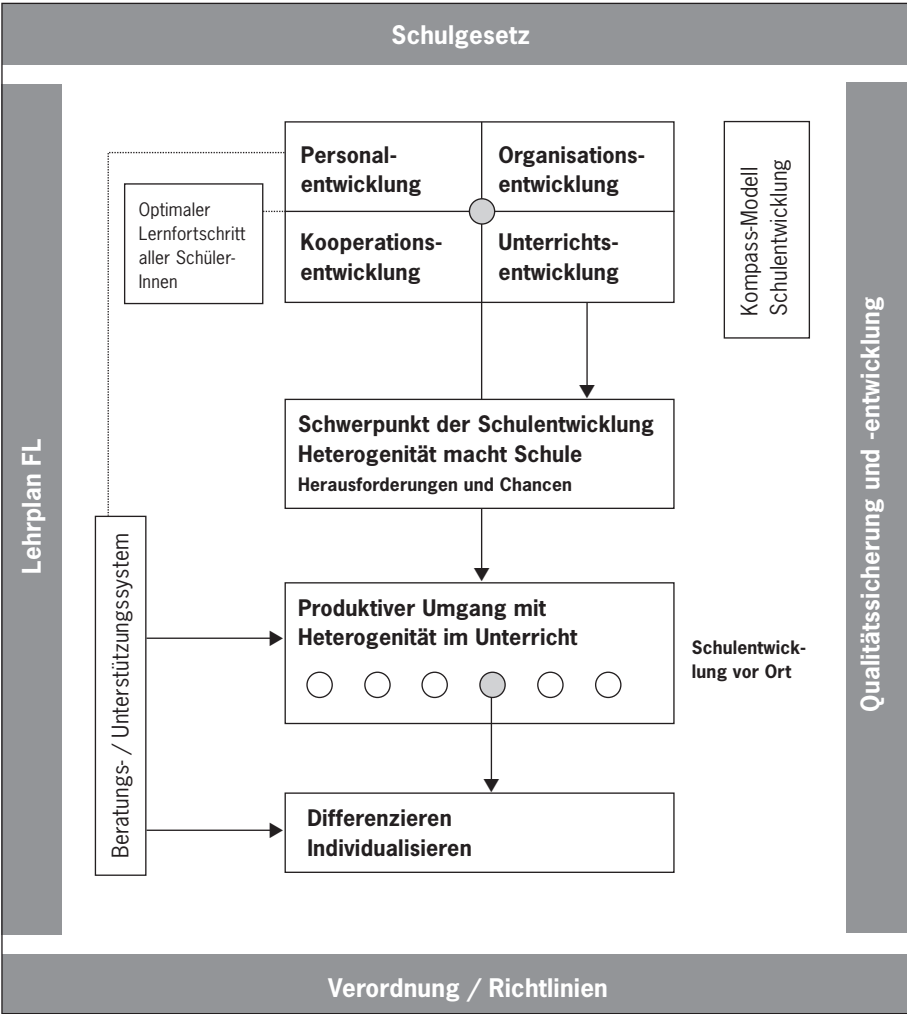 Schulgesetz
Lehrplan FL
Personal-
entwicklung
Organisations-
entwicklung
Kooperations-
entwicklung
Unterrichts-
entwicklung
Optimaler
Lernfortschritt
aller Schüler-
Innen
Kompass-Modell
Schulentwicklung
Schwerpunkt der Schulentwicklung
Heterogenität macht Schule
Herausforderungen und Chancen
Beratungs- / Unterstützungssystem
Produktiver Umgang mit
Heterogenität im Unterricht
Schulentwick-
lung vor Ort
Differenzieren
Individualisieren
Qualitätssicherung und -entwicklung
Verordnung / Richtlinien